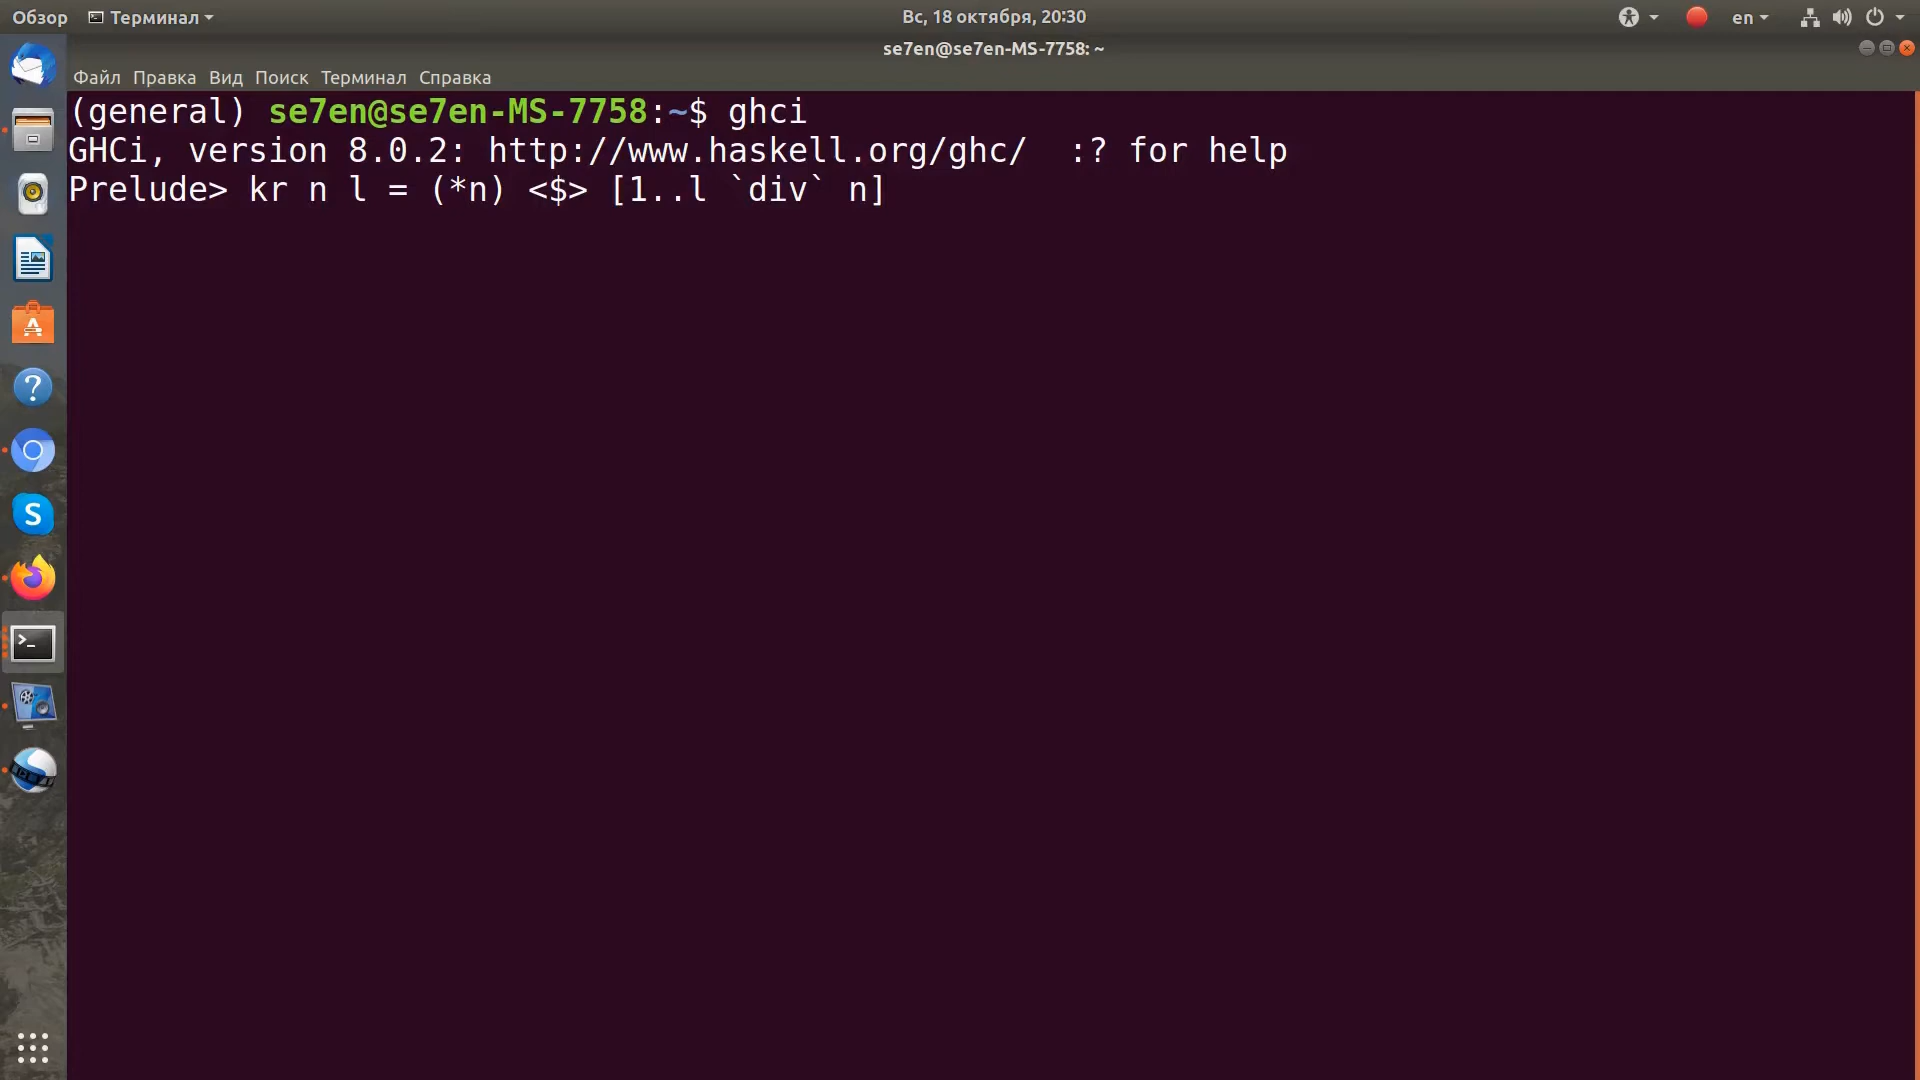 Обзор Терминал Вс, 18 октября, 20:30 en
se7en@se7en-MS-7758: ~
Файл Правка Вид Поиск Терминал Справка
(general) se7en@se7en-MS-7758:~$ ghci
GHCi, version 8.0.2: http://www.haskell.org/ghc/  :? for help
Prelude> kr n l = (*n) <$> [1..l `div` n]